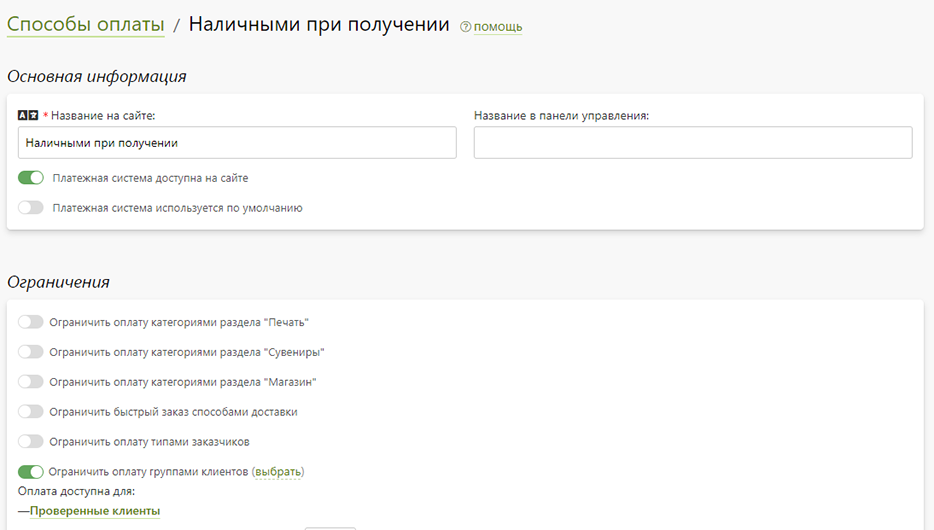 Способы оплаты / Наличными при получении ? помощь
Основная информация
* Название на сайте:
Название в панели управления:
Наличными при получении
Платежная система доступна на сайте
Платежная система используется по умолчанию
Ограничения
Ограничить оплату категориями раздела "Печать"
Ограничить оплату категориями раздела "Сувениры"
Ограничить оплату категориями раздела "Магазин"
Ограничить быстрый заказ способами доставки
Ограничить оплату типами заказчиков
Ограничить оплату группами клиентов (выбрать)
Оплата доступна для:
—Проверенные клиенты